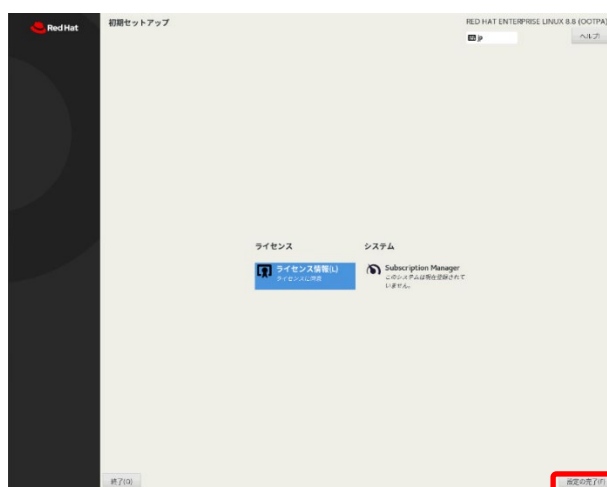 Red Hat
初期セットアップ
RED HAT ENTERPRISE LINUX 8.8 (OOTPA)
jp
ヘルプ!
ライセンス
ライセンス情報(L)
ライセンスに同意
システム
Subscription Manager
このシステムは現在登録されて
いません。
終了(Q)
設定の完了(F)